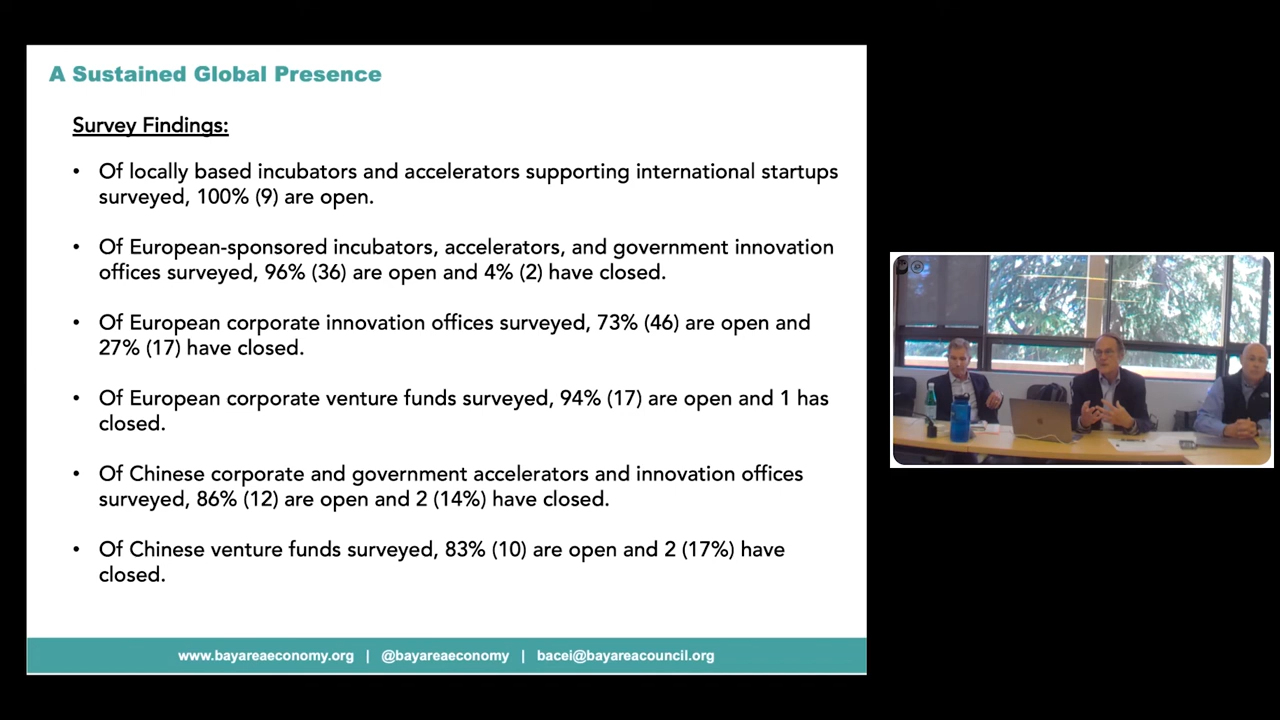 A Sustained Global Presence
Survey Findings:
• Of locally based incubators and accelerators supporting international startups
surveyed, 100% (9) are open.
• Of European-sponsored incubators, accelerators, and government innovation
offices surveyed, 96% (36) are open and 4% (2) have closed.
• Of European corporate innovation offices surveyed, 73% (46) are open and
27% (17) have closed.
• Of European corporate venture funds surveyed, 94% (17) are open and 1 has
closed.
• Of Chinese corporate and government accelerators and innovation offices
surveyed, 86% (12) are open and 2 (14%) have closed.
• Of Chinese venture funds surveyed, 83% (10) are open and 2 (17%) have
closed.
www.bayareaeconomy.org | @bayareaeconomy | bacei@bayareacouncil.org